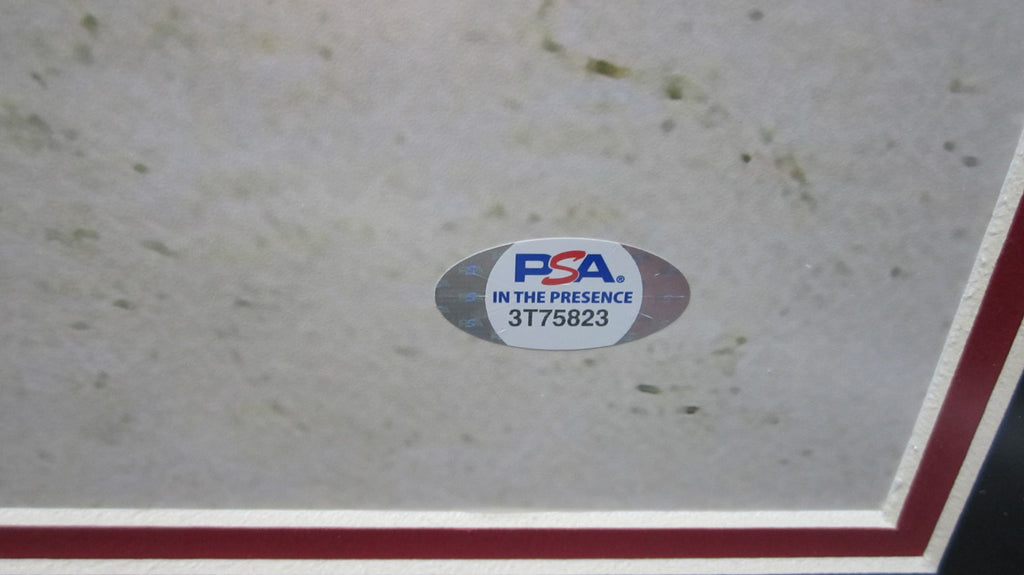 PSA®
IN THE PRESENCE
3T75823